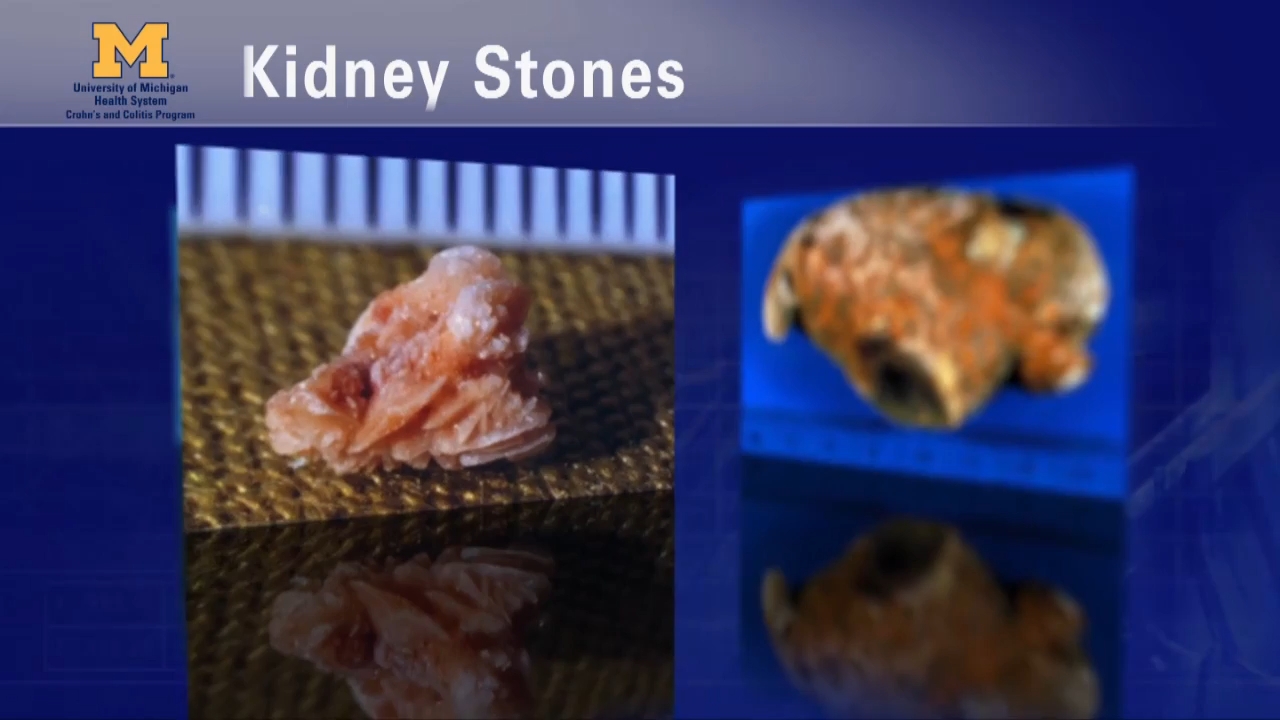 M
University of Michigan
Health System
Crohn's and Colitis Program
Kidney Stones